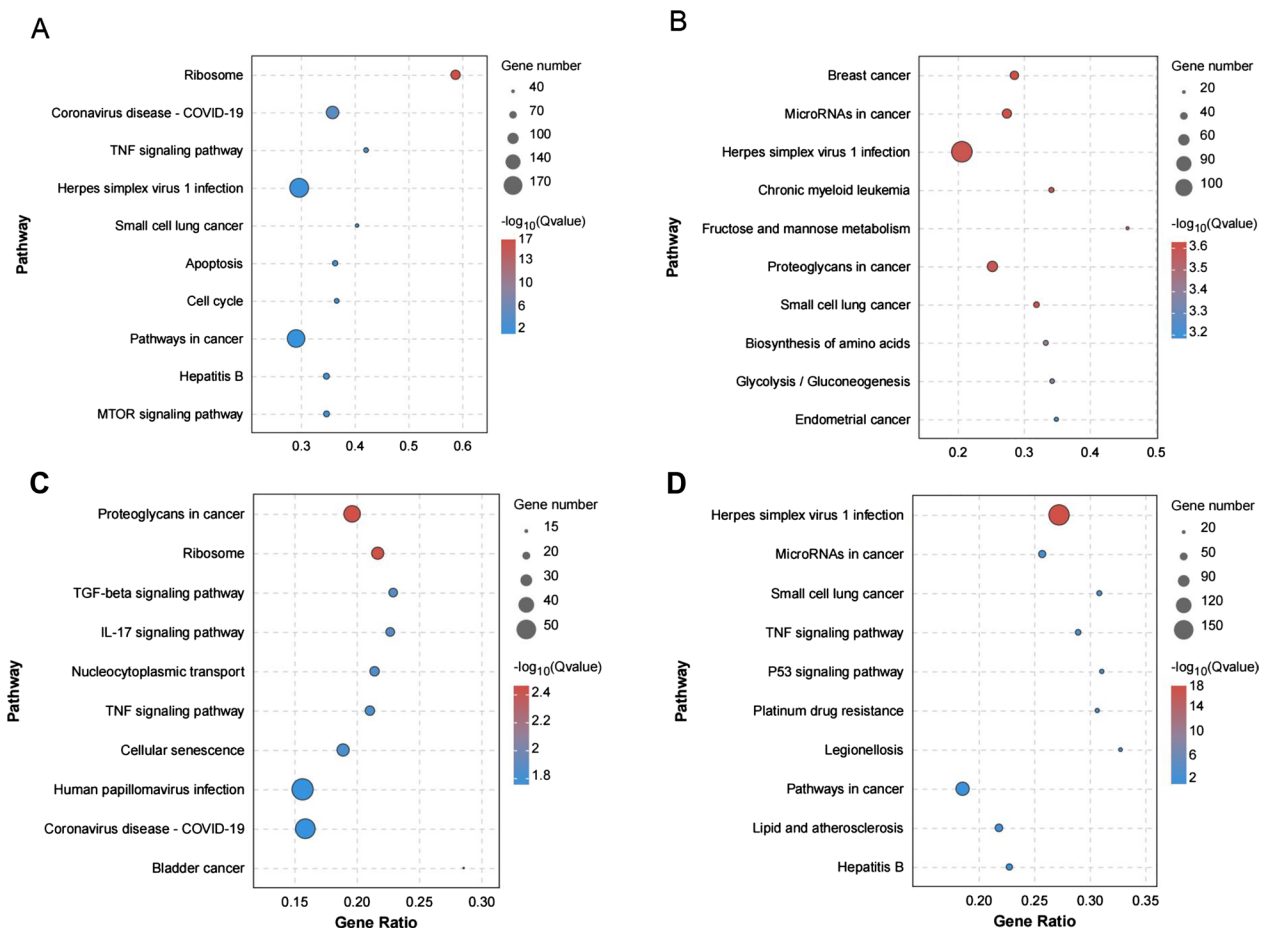 A
Pathway
Ribosome
Coronavirus disease - COVID-19
TNF signaling pathway
Herpes simplex virus 1 infection
Small cell lung cancer
Apoptosis
Cell cycle
Pathways in cancer
Hepatitis B
MTOR signaling pathway
0.3 0.4 0.5 0.6
Gene number
40
70
100
140
170
-log10(Qvalue)
17
13
10
6
2
B
Pathway
Breast cancer
MicroRNAs in cancer
Herpes simplex virus 1 infection
Chronic myeloid leukemia
Fructose and mannose metabolism
Proteoglycans in cancer
Small cell lung cancer
Biosynthesis of amino acids
Glycolysis / Gluconeogenesis
Endometrial cancer
0.2 0.3 0.4 0.5
Gene number
20
40
60
90
100
-log10(Qvalue)
3.6
3.5
3.4
3.3
3.2
C
Pathway
Proteoglycans in cancer
Ribosome
TGF-beta signaling pathway
IL-17 signaling pathway
Nucleocytoplasmic transport
TNF signaling pathway
Cellular senescence
Human papillomavirus infection
Coronavirus disease - COVID-19
Bladder cancer
0.15 0.20 0.25 0.30
Gene Ratio
Gene number
15
20
30
40
50
-log10(Qvalue)
2.4
2.2
2
1.8
D
Pathway
Herpes simplex virus 1 infection
MicroRNAs in cancer
Small cell lung cancer
TNF signaling pathway
P53 signaling pathway
Platinum drug resistance
Legionellosis
Pathways in cancer
Lipid and atherosclerosis
Hepatitis B
0.20 0.25 0.30 0.35
Gene Ratio
Gene number
20
50
90
120
150
-log10(Qvalue)
18
14
10
6
2